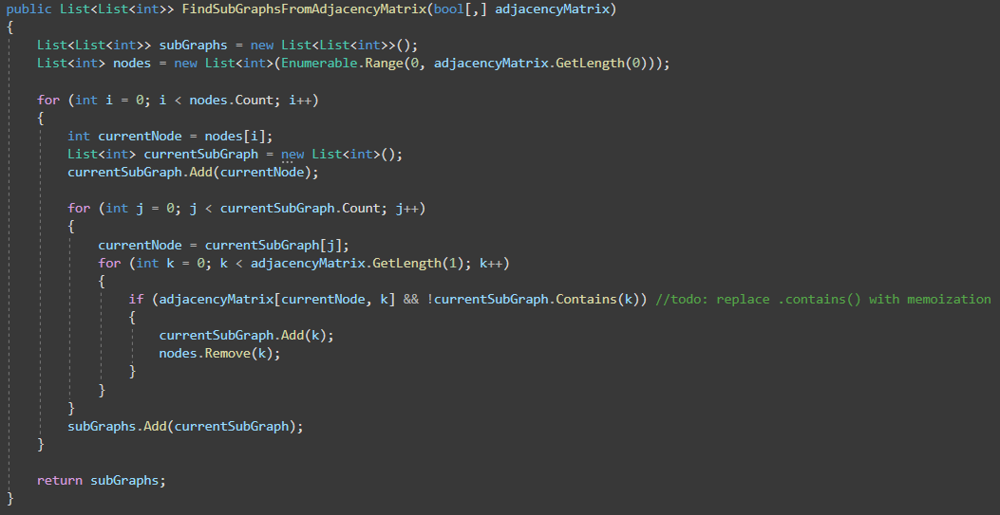 public List<List<int>> FindSubGraphsFromAdjacencyMatrix(bool[,] adjacencyMatrix)
{
    List<List<int>> subGraphs = new List<List<int>>();
    List<int> nodes = new List<int>(Enumerable.Range(0, adjacencyMatrix.GetLength(0)));

    for (int i = 0; i < nodes.Count; i++)
    {
        int currentNode = nodes[i];
        List<int> currentSubGraph = new List<int>();
        currentSubGraph.Add(currentNode);

        for (int j = 0; j < currentSubGraph.Count; j++)
        {
            currentNode = currentSubGraph[j];
            for (int k = 0; k < adjacencyMatrix.GetLength(1); k++)
            {
                if (adjacencyMatrix[currentNode, k] && !currentSubGraph.Contains(k)) //todo: replace .contains() with memoization
                {
                    currentSubGraph.Add(k);
                    nodes.Remove(k);
                }
            }
        }
        subGraphs.Add(currentSubGraph);
    }

    return subGraphs;
}